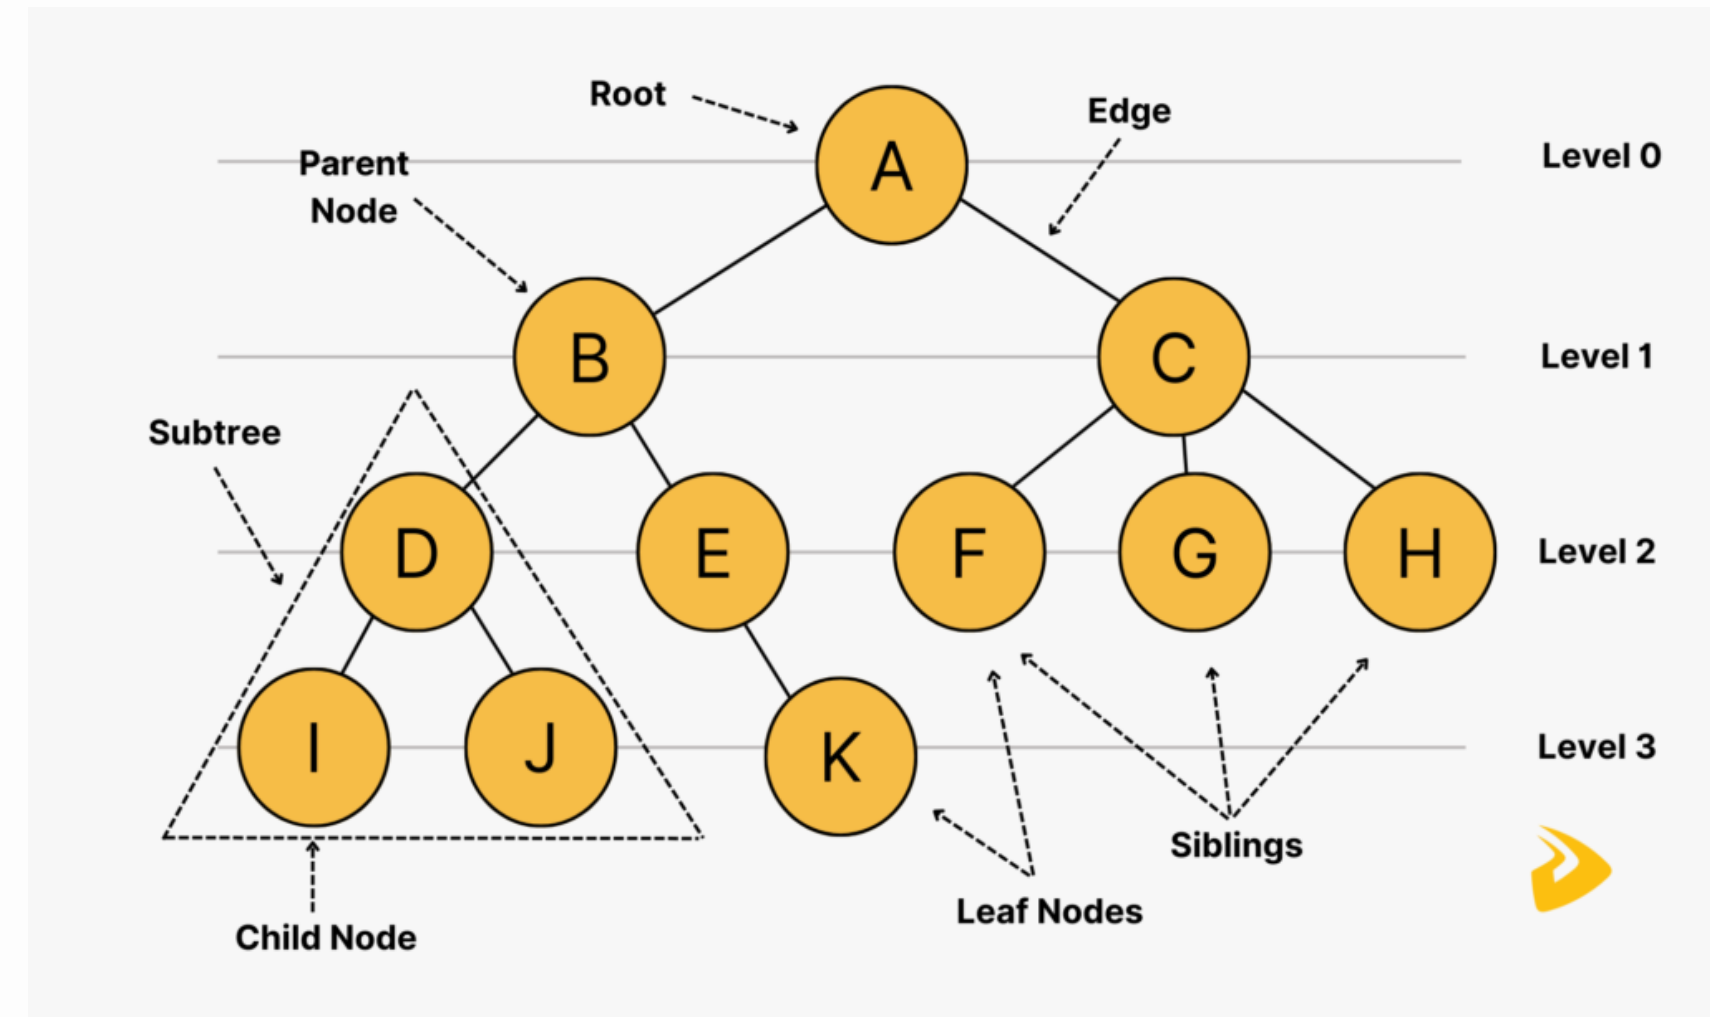 Root
Edge
Level 0
Parent
Node
A
B
C
Level 1
Subtree
D
E
F
G
H
Level 2
I
J
K
Level 3
Siblings
Leaf Nodes
Child Node